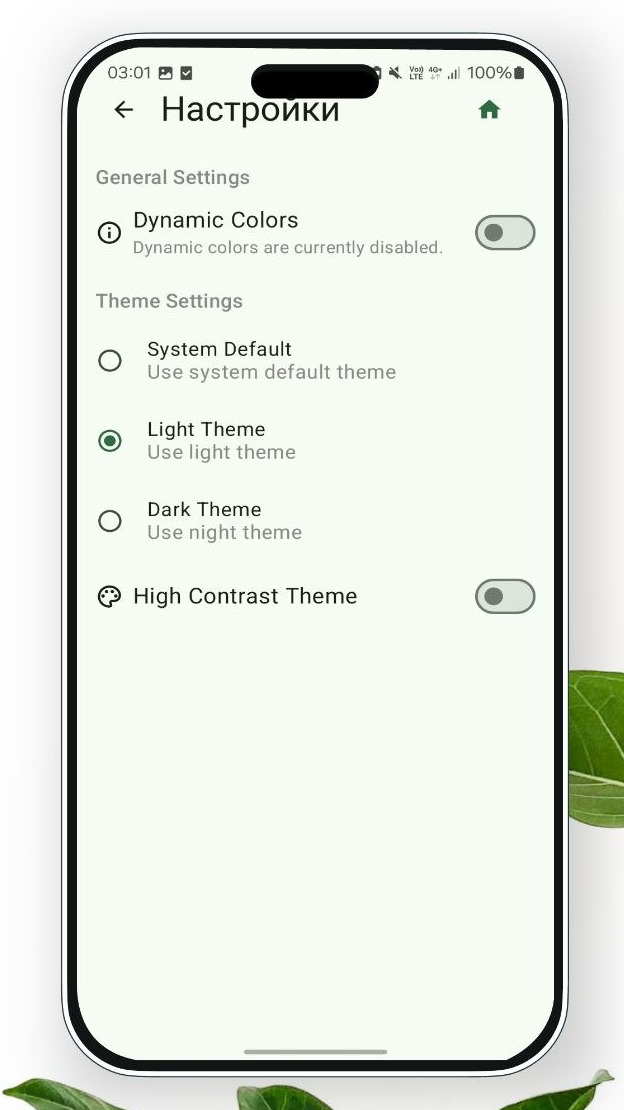 03:01 Vo)) LTE 4G+ 100%
Настройки
General Settings
Dynamic Colors
Dynamic colors are currently disabled.
Theme Settings
System Default
Use system default theme
Light Theme
Use light theme
Dark Theme
Use night theme
High Contrast Theme